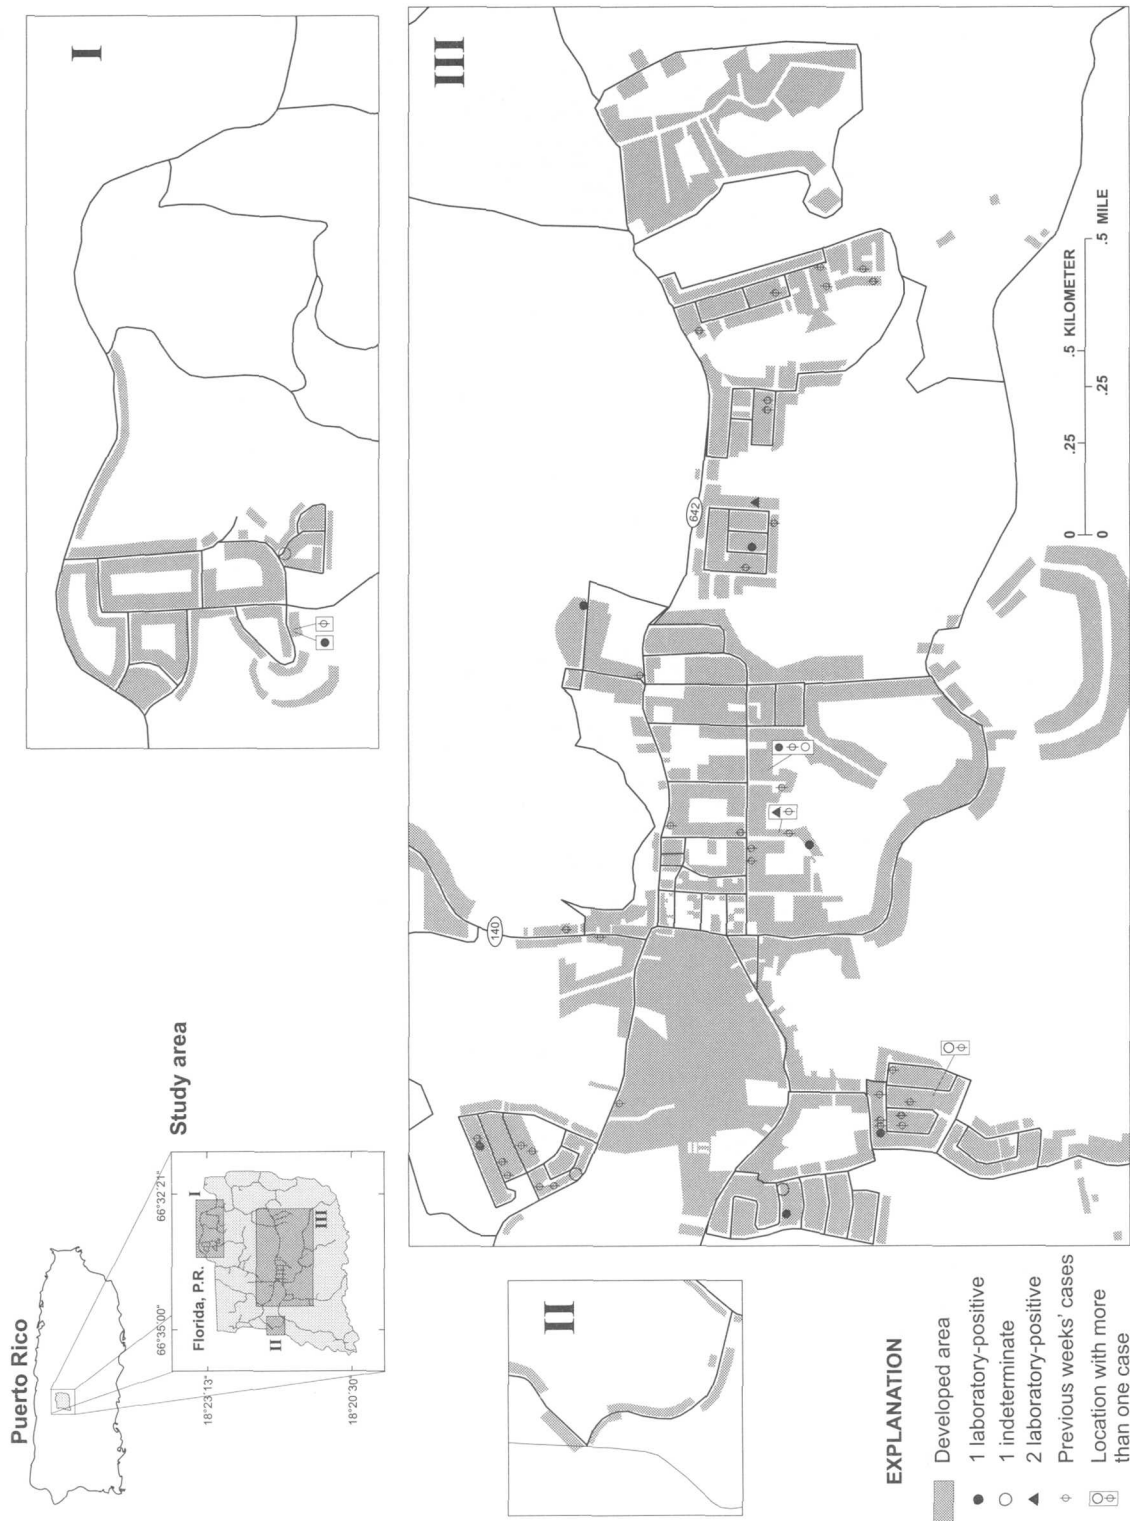 Puerto Rico
Study area
66°35'00"
66°32'21"
18°23'13"
18°20'30"
Florida, P.R.
I
II
III
I
II
III
140
642
0
.25
.5 KILOMETER
0
.25
.5 MILE
EXPLANATION
Developed area
1 laboratory-positive
1 indeterminate
2 laboratory-positive
Previous weeks' cases
Location with more
than one case